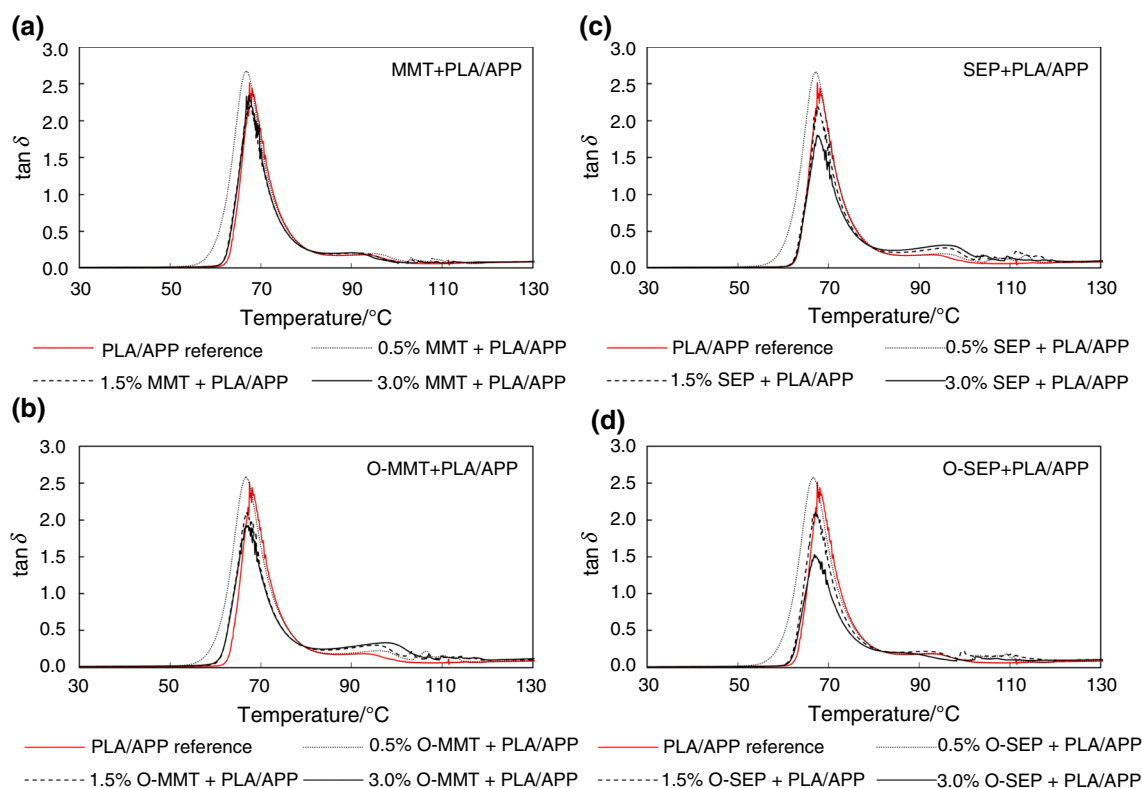 (a)
MMT+PLA/APP
tan δ
3.0
2.5
2.0
1.5
1.0
0.5
0.0
30 50 70 90 110 130
Temperature/°C
PLA/APP reference 0.5% MMT + PLA/APP
1.5% MMT + PLA/APP 3.0% MMT + PLA/APP
(c)
SEP+PLA/APP
tan δ
3.0
2.5
2.0
1.5
1.0
0.5
0.0
30 50 70 90 110 130
Temperature/°C
PLA/APP reference 0.5% SEP + PLA/APP
1.5% SEP + PLA/APP 3.0% SEP + PLA/APP
(b)
O-MMT+PLA/APP
tan δ
3.0
2.5
2.0
1.5
1.0
0.5
0.0
30 50 70 90 110 130
Temperature/°C
PLA/APP reference 0.5% O-MMT + PLA/APP
1.5% O-MMT + PLA/APP 3.0% O-MMT + PLA/APP
(d)
O-SEP+PLA/APP
tan δ
3.0
2.5
2.0
1.5
1.0
0.5
0.0
30 50 70 90 110 130
Temperature/°C
PLA/APP reference 0.5% O-SEP + PLA/APP
1.5% O-SEP + PLA/APP 3.0% O-SEP + PLA/APP